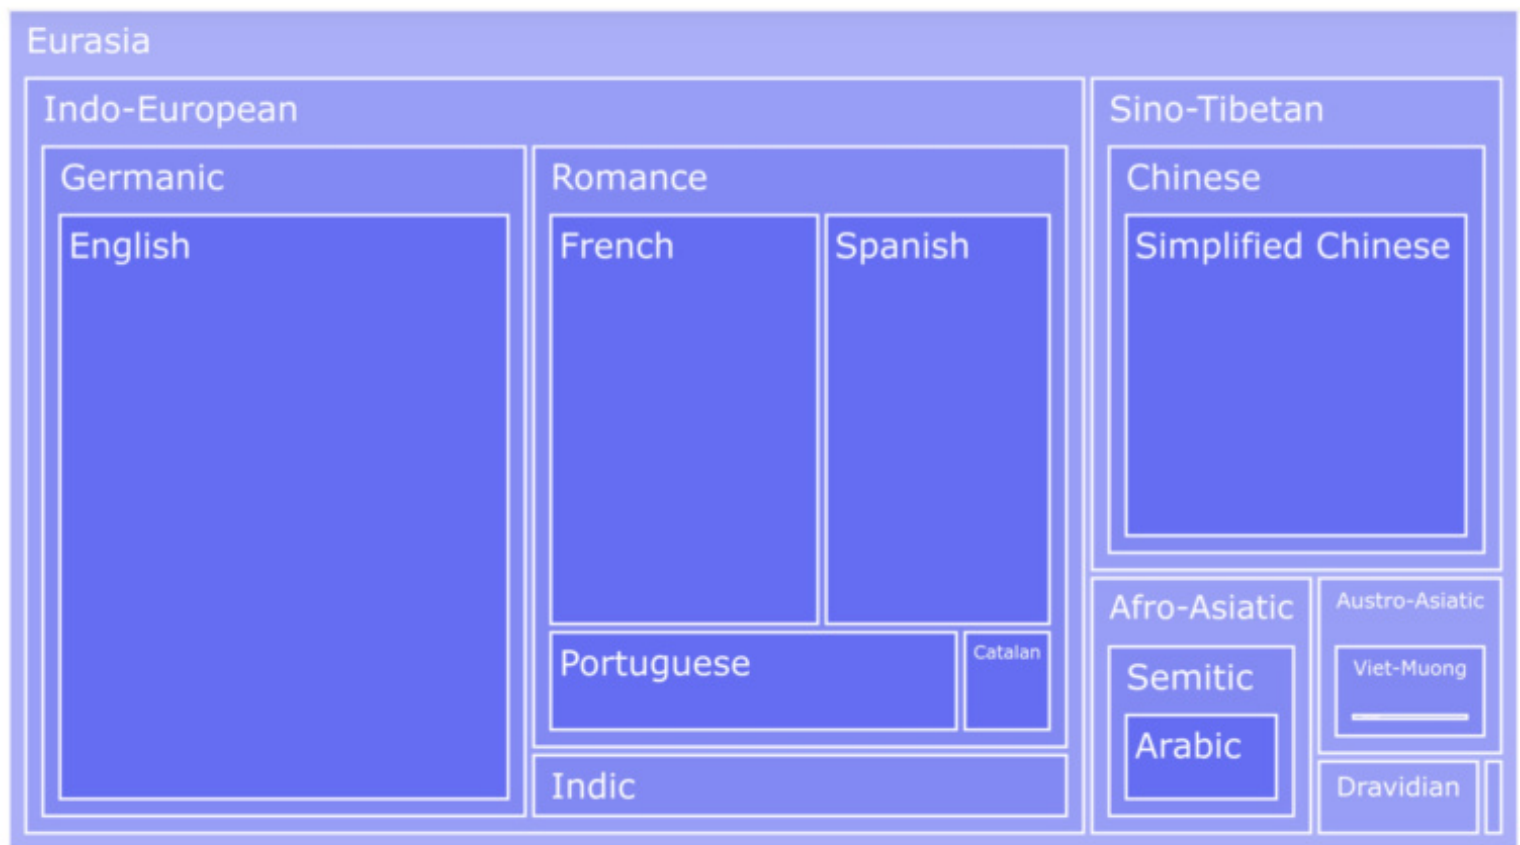 Eurasia
Indo-European
Germanic
English
Romance
French
Spanish
Portuguese
Catalan
Indic
Sino-Tibetan
Chinese
Simplified Chinese
Afro-Asiatic
Semitic
Arabic
Austro-Asiatic
Viet-Muong
Dravidian